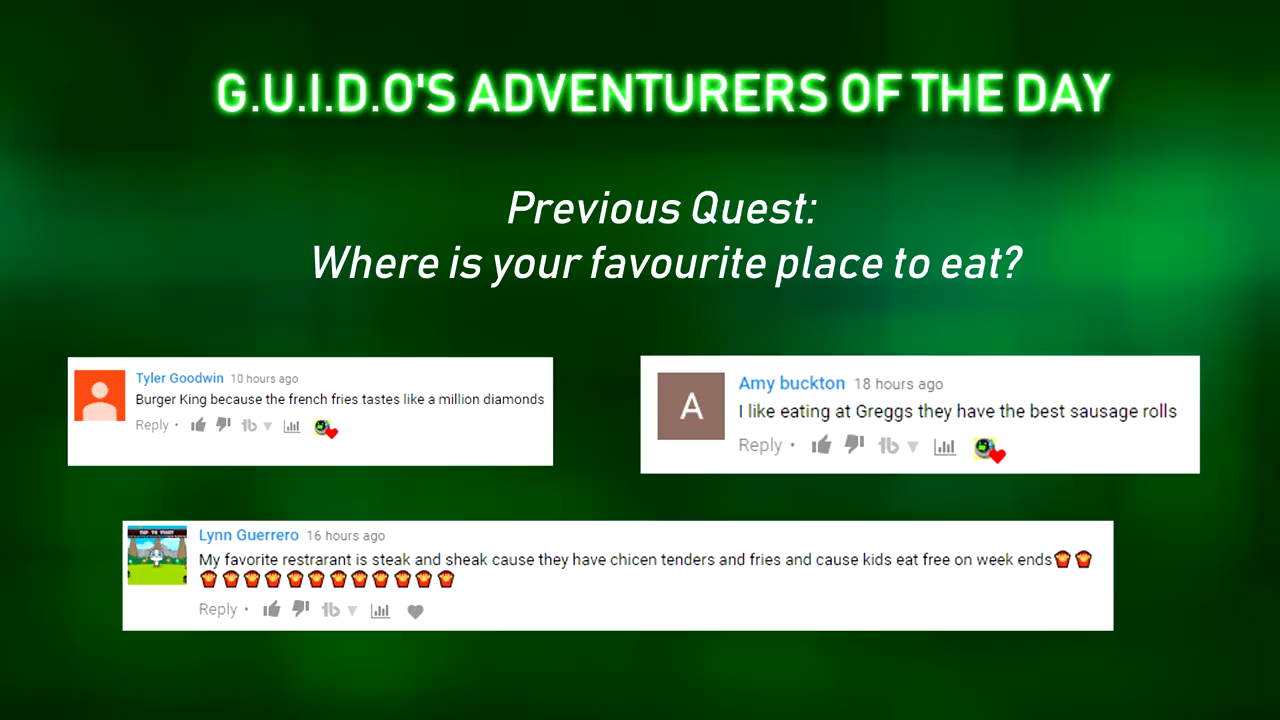 G.U.I.D.O'S ADVENTURERS OF THE DAY
Previous Quest:
Where is your favourite place to eat?
Tyler Goodwin 10 hours ago
Burger King because the french fries tastes like a million diamonds
Reply •
A
Amy buckton 18 hours ago
I like eating at Greggs they have the best sausage rolls
Reply •
Lynn Guerrero 16 hours ago
My favorite restrarant is steak and sheak cause they have chicen tenders and fries and cause kids eat free on week ends🍟🍟
🍟🍟🍟🍟🍟🍟🍟🍟🍟🍟🍟🍟
Reply •